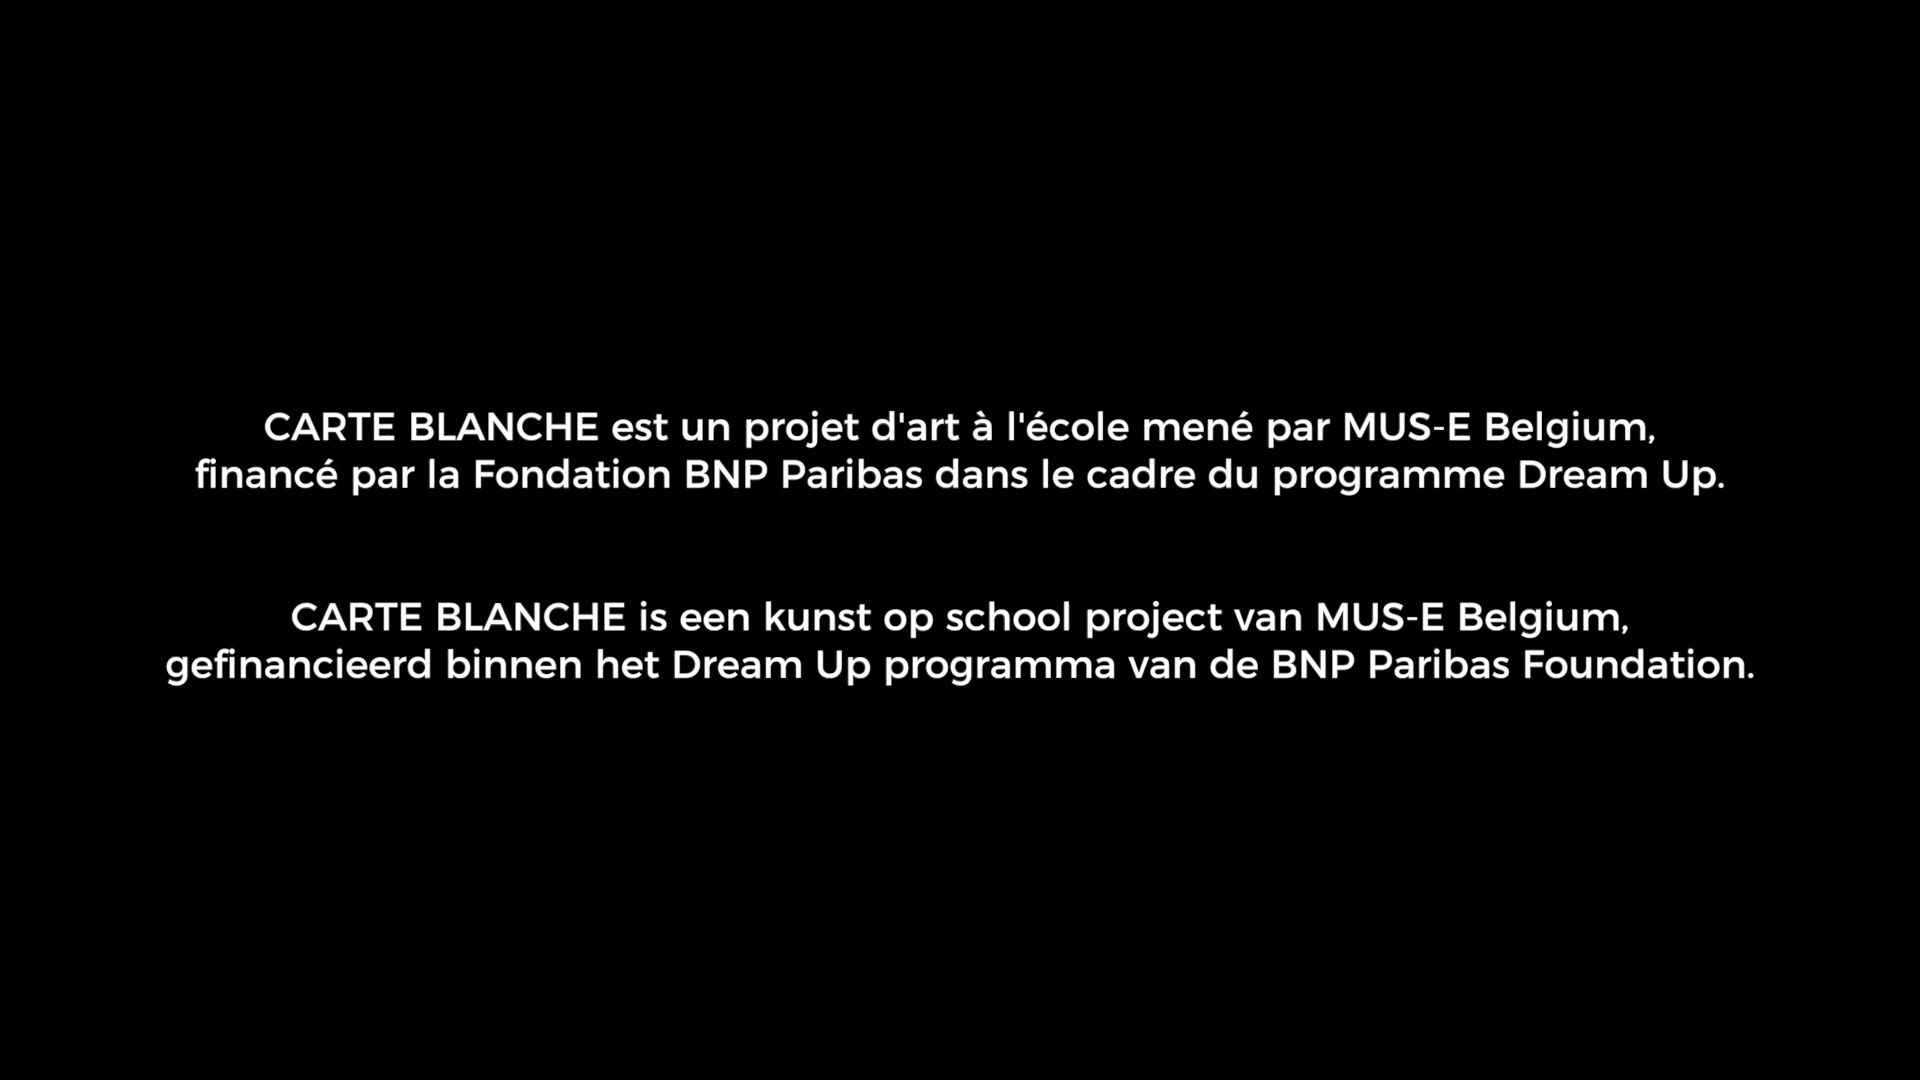 CARTE BLANCHE est un projet d'art à l'école mené par MUS-E Belgium,
financé par la Fondation BNP Paribas dans le cadre du programme Dream Up.
CARTE BLANCHE is een kunst op school project van MUS-E Belgium,
gefinancieerd binnen het Dream Up programma van de BNP Paribas Foundation.